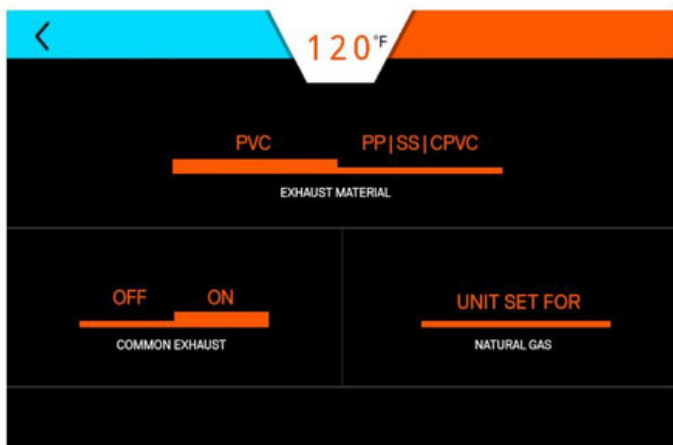 120°F
PVC PP|SS|CPVC
EXHAUST MATERIAL
OFF ON
COMMON EXHAUST
UNIT SET FOR
NATURAL GAS